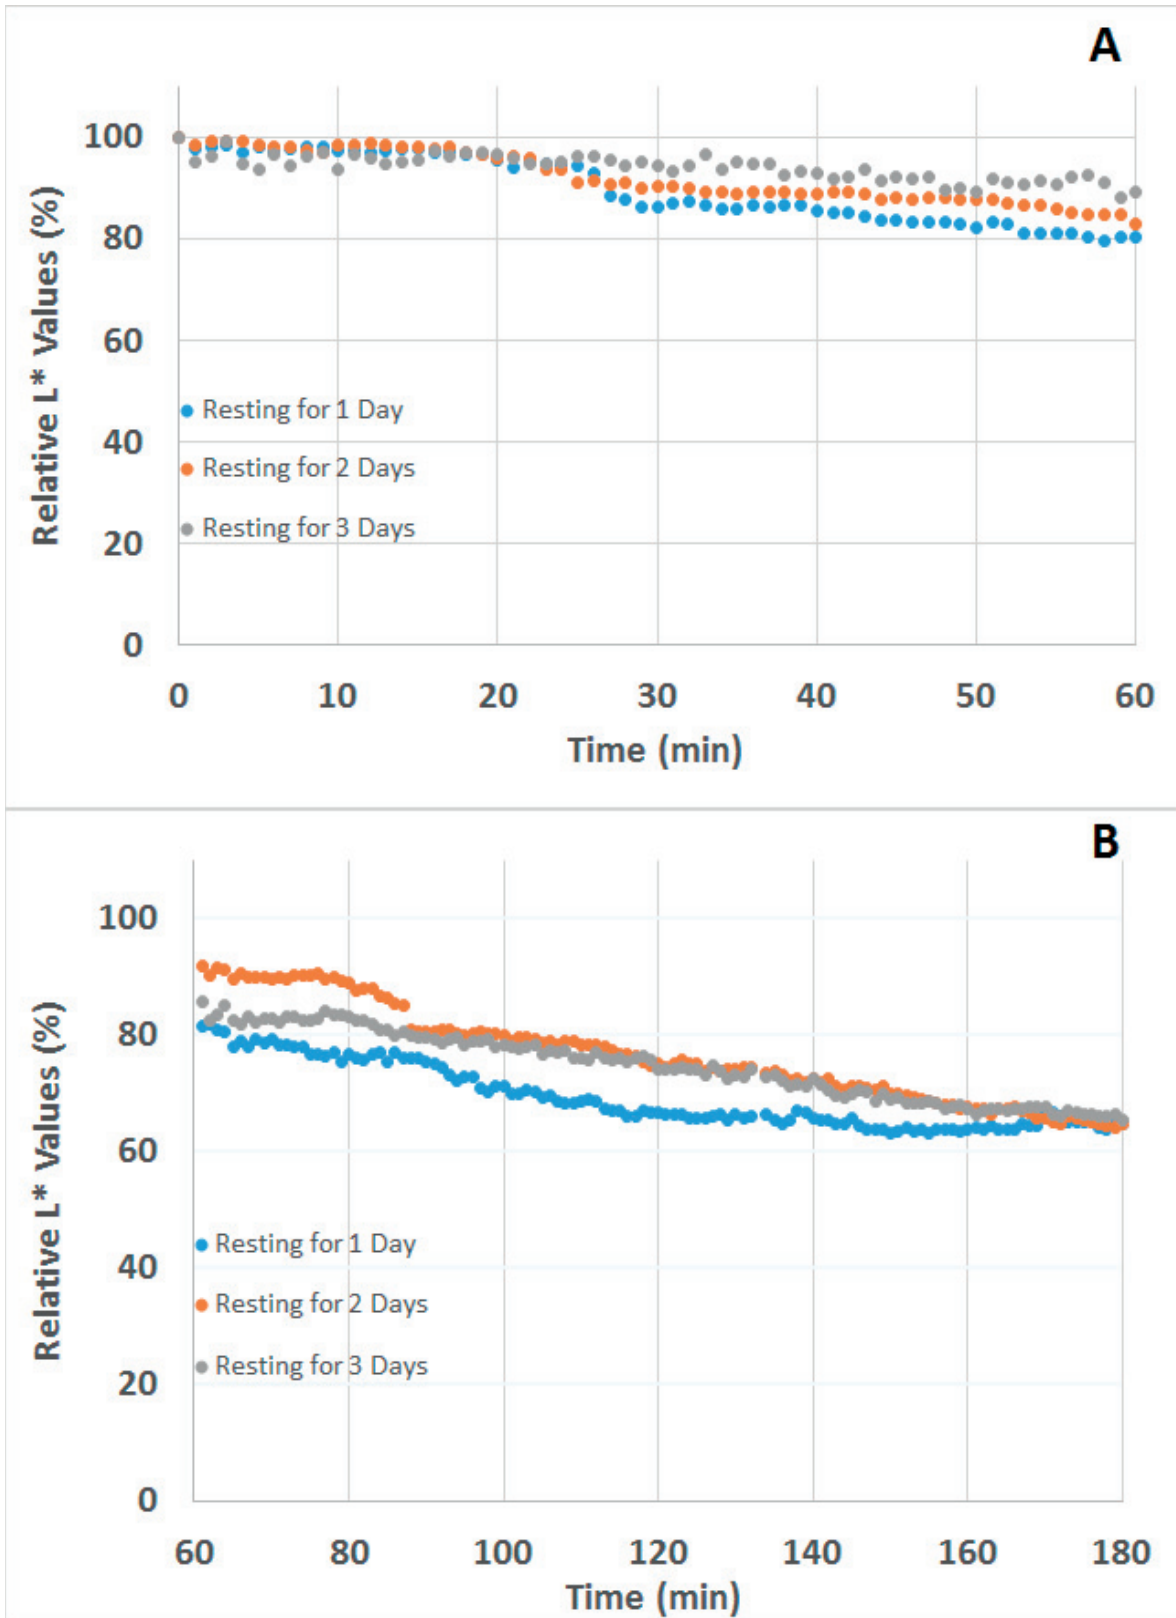 A
Relative L* Values (%)
100
80
60
40
20
0
Resting for 1 Day
Resting for 2 Days
Resting for 3 Days
0 10 20 30 40 50 60
Time (min)
B
Relative L* Values (%)
100
80
60
40
20
0
Resting for 1 Day
Resting for 2 Days
Resting for 3 Days
60 80 100 120 140 160 180
Time (min)